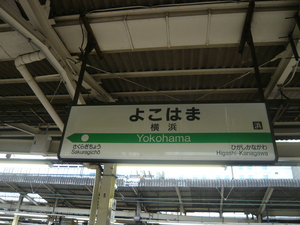 よこはま
横浜
浜
Yokohama
さくらぎちょう
Sakuragichō
ひがしかながわ
Higashi-Kanagawa